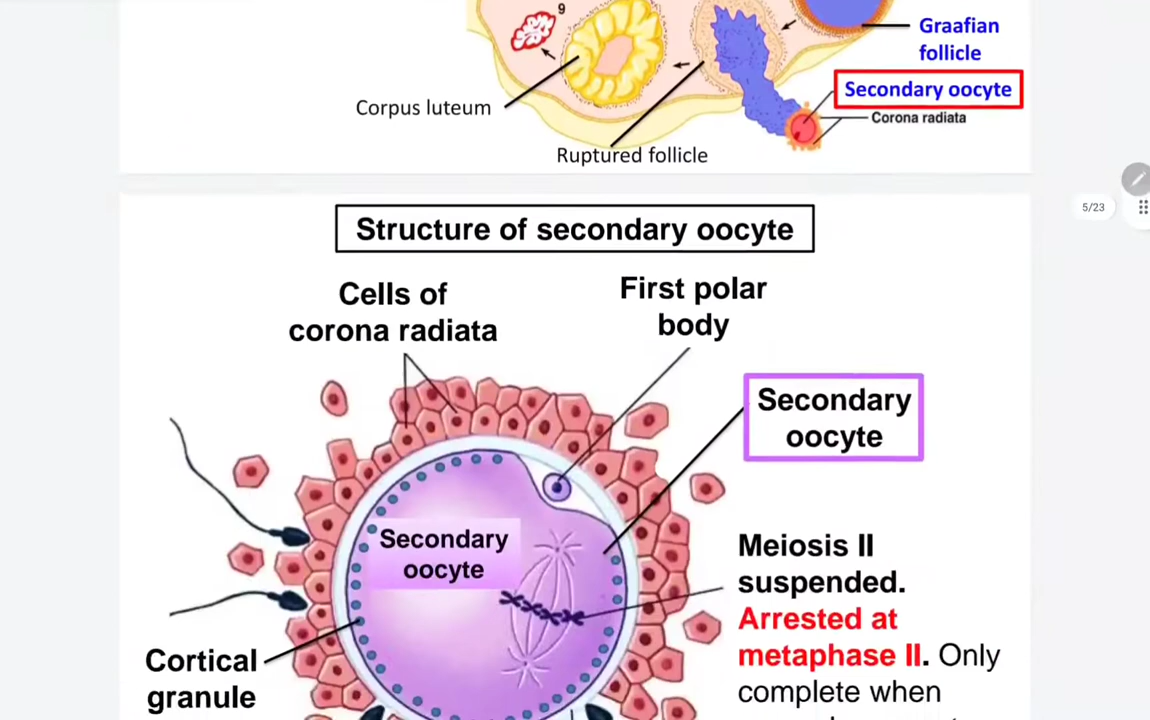 9
Graafian
follicle
Secondary oocyte
Corona radiata
Corpus luteum
Ruptured follicle
5/23
Structure of secondary oocyte
Cells of
corona radiata
First polar
body
Secondary
oocyte
Secondary
oocyte
Meiosis II
suspended.
Arrested at
metaphase II. Only
complete when
Cortical
granule